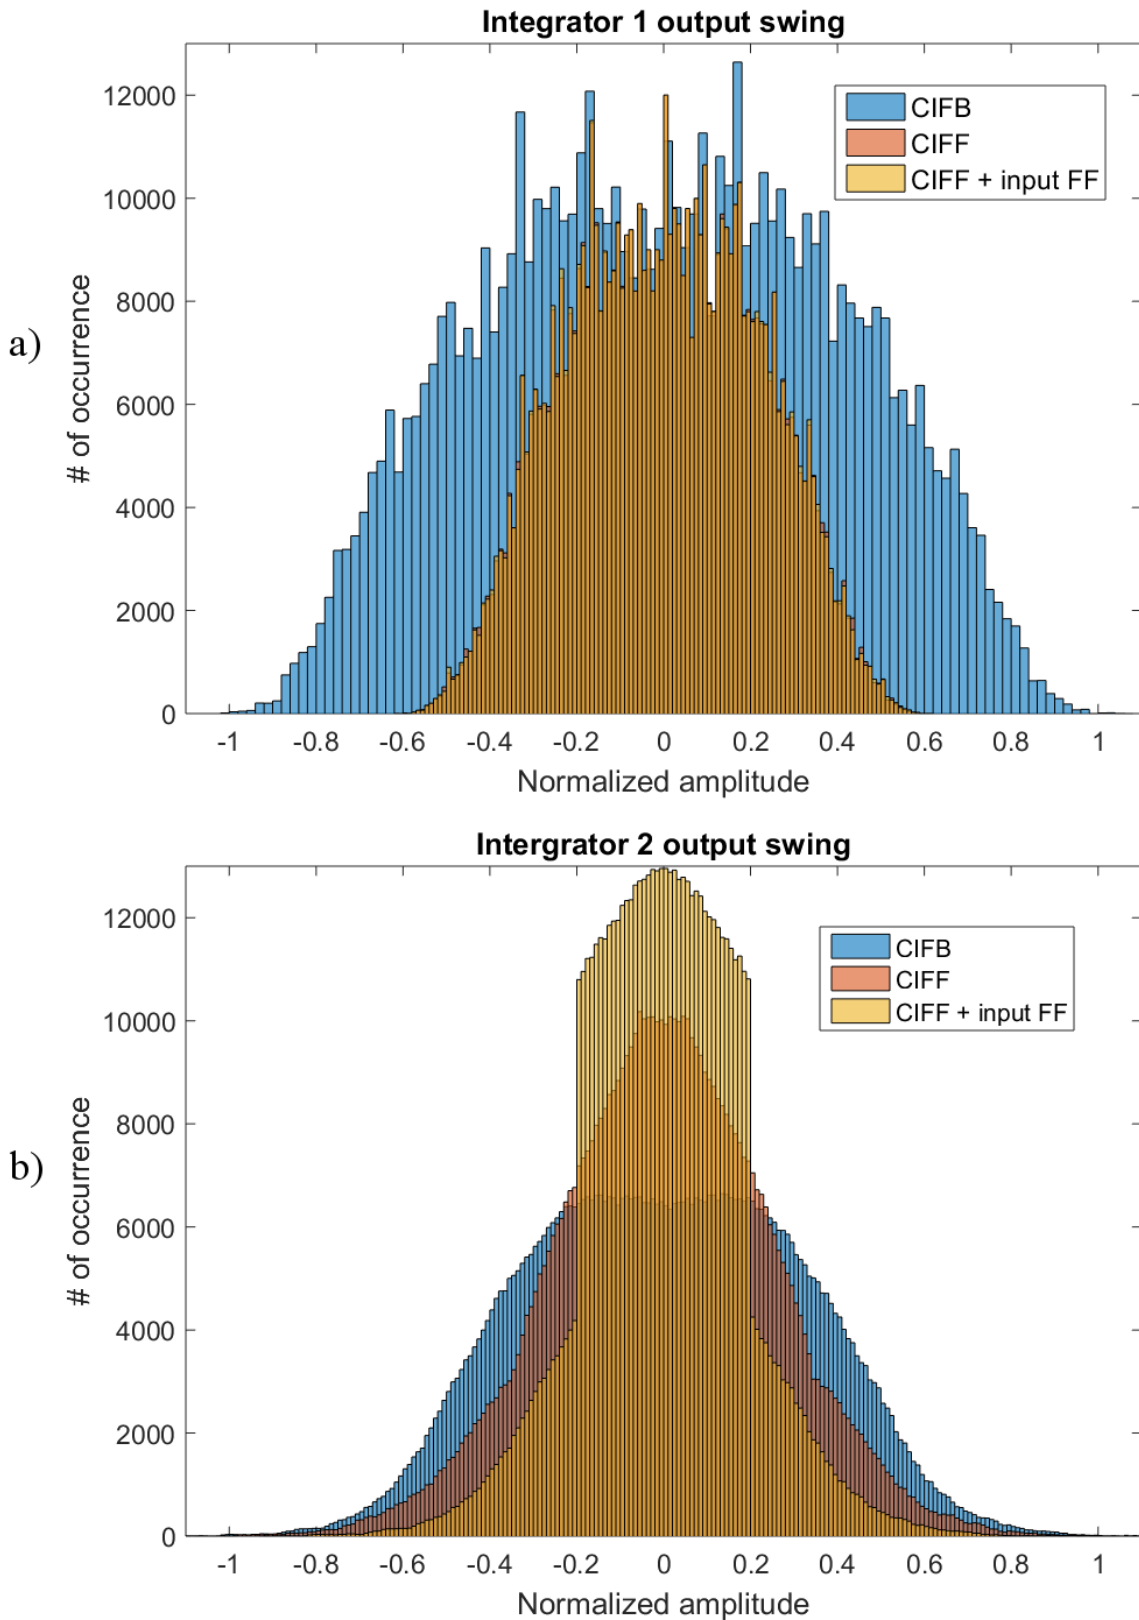 Integrator 1 output swing
12000
10000
8000
6000
4000
2000
0
# of occurrence
a)
CIFB
CIFF
CIFF + input FF
-1 -0.8 -0.6 -0.4 -0.2 0 0.2 0.4 0.6 0.8 1
Normalized amplitude
Intergrator 2 output swing
12000
10000
8000
6000
4000
2000
0
# of occurrence
b)
CIFB
CIFF
CIFF + input FF
-1 -0.8 -0.6 -0.4 -0.2 0 0.2 0.4 0.6 0.8 1
Normalized amplitude